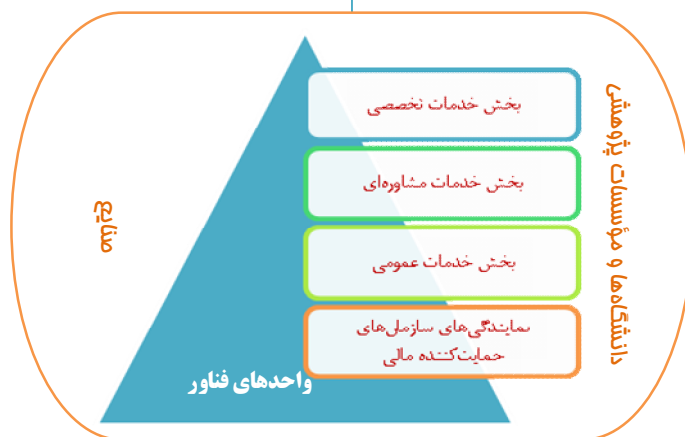 بخش خدمات تخصصی
بخش خدمات مشاوره‌ای
بخش خدمات عمومی
نمایندگی‌های سازمان‌های
حمایت‌کننده مالی
واحدهای فناور
دانشگاه‌ها و مؤسسات پژوهشی
صنایع